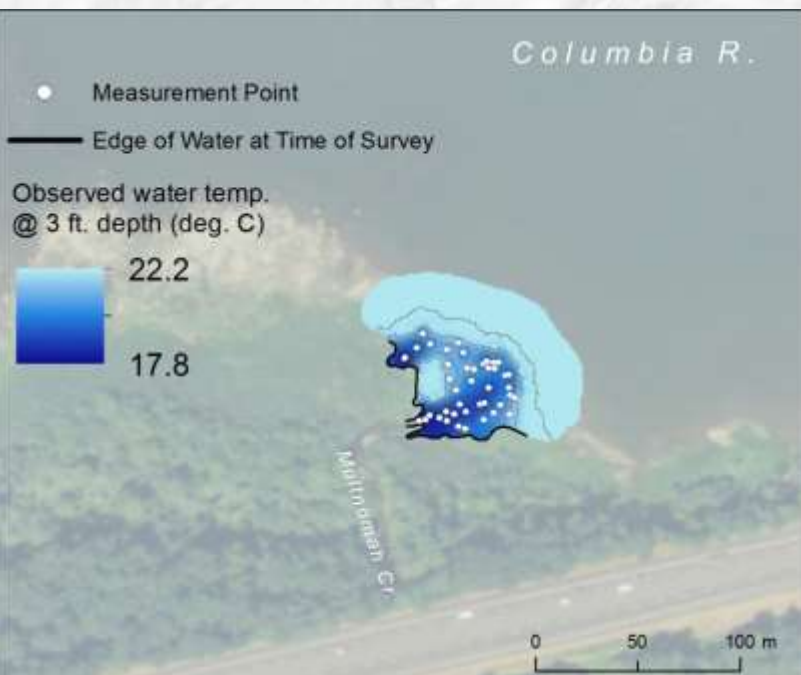 Columbia R.
Measurement Point
Edge of Water at Time of Survey
Observed water temp.
@ 3 ft. depth (deg. C)
22.2
17.8
Multnomah Cr.
0 50 100 m